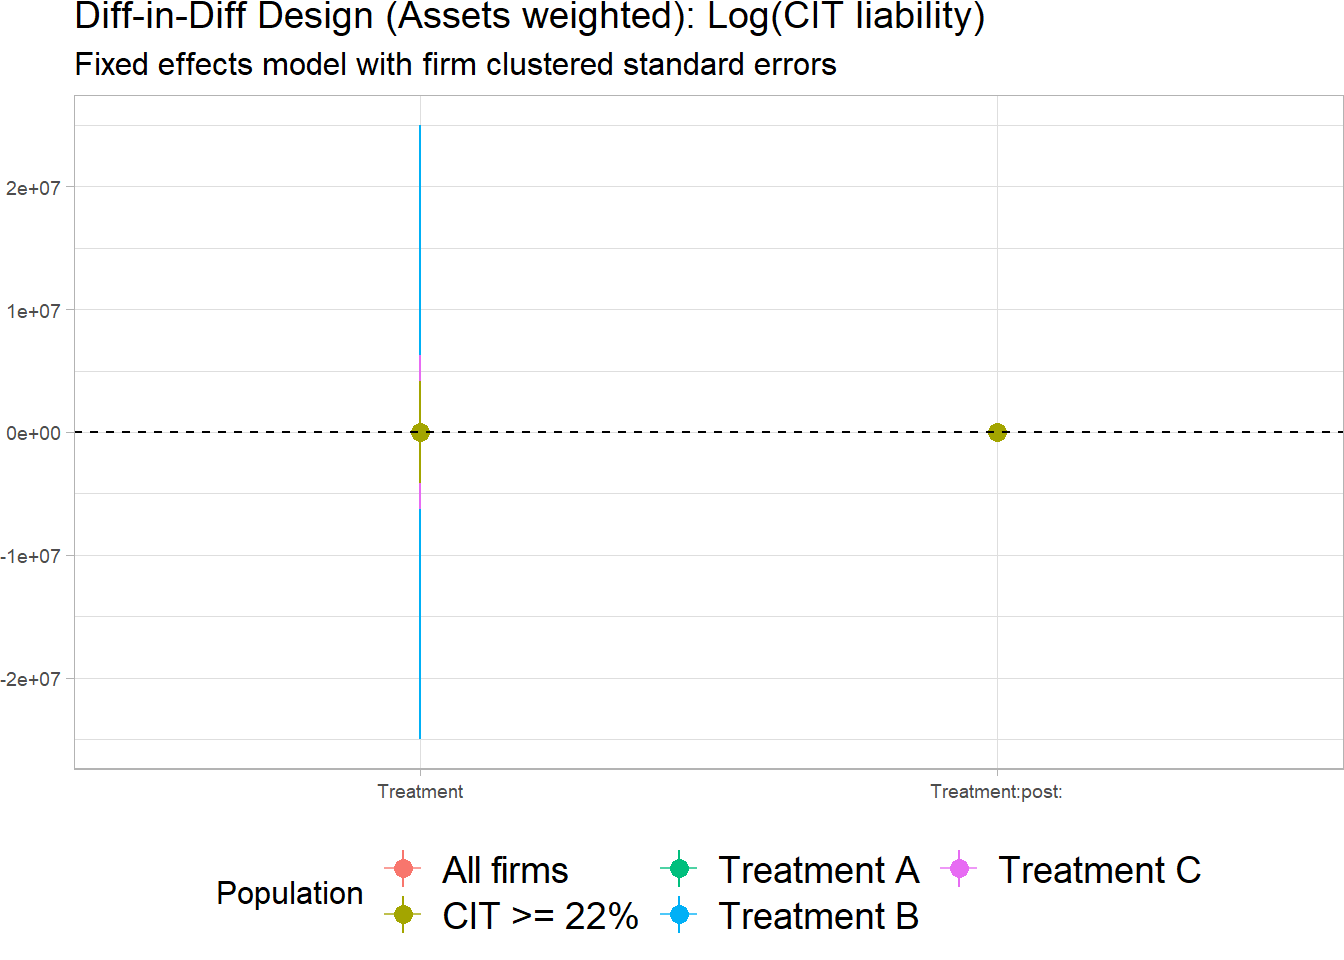 Diff-in-Diff Design (Assets weighted): Log(CIT liability)
Fixed effects model with firm clustered standard errors
2e+07
1e+07
0e+00
-1e+07
-2e+07
Treatment
Treatment:post:
Population
All firms
Treatment A
Treatment C
CIT >= 22%
Treatment B